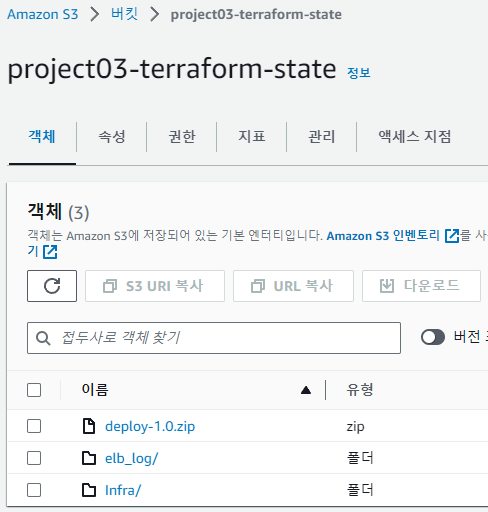 Amazon S3 > 버킷 > project03-terraform-state
project03-terraform-state 정보
객체 속성 권한 지표 관리 액세스 지점
객체 (3)
객체는 Amazon S3에 저장되어 있는 기본 엔터티입니다. Amazon S3 인벤토리 를 사
기
S3 URI 복사 URL 복사 다운로드
접두사로 객체 찾기 버전
이름 유형
deploy-1.0.zip zip
elb_log/ 폴더
Infra/ 폴더